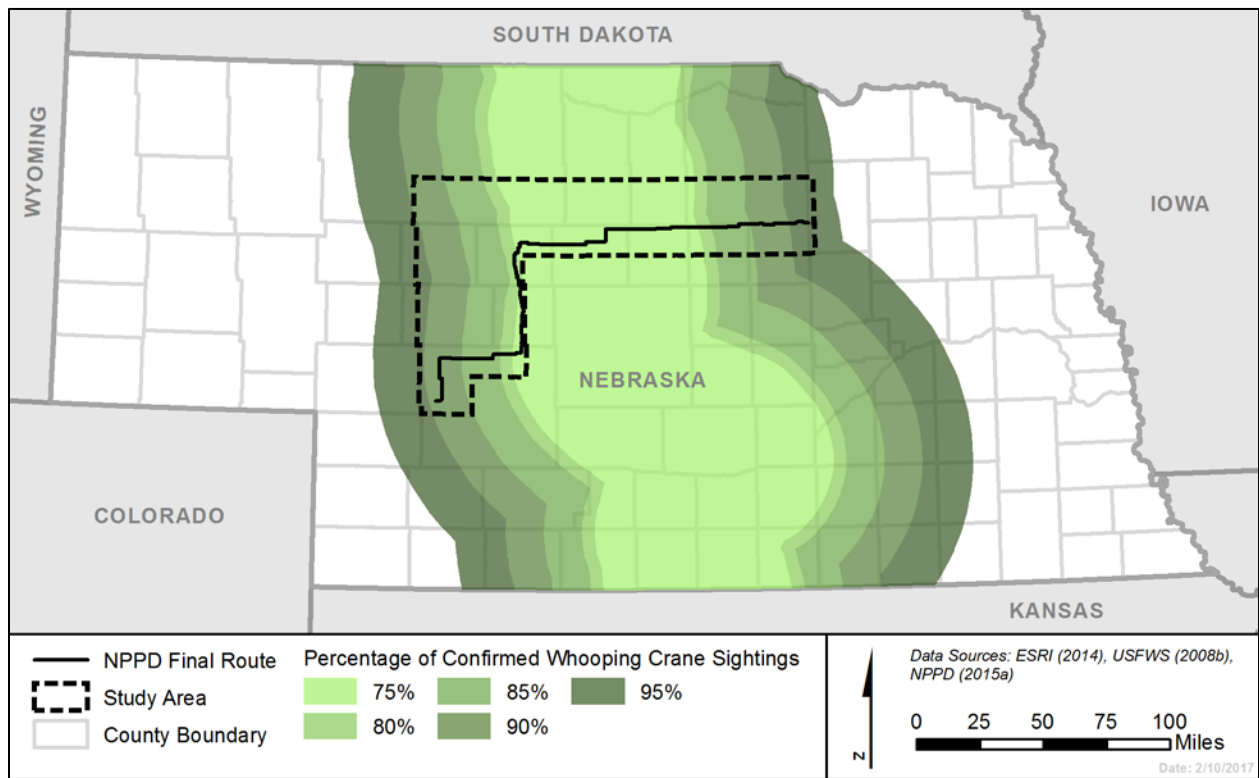 SOUTH DAKOTA
WYOMING
IOWA
NEBRASKA
COLORADO
KANSAS
NPPD Final Route
Study Area
County Boundary
Percentage of Confirmed Whooping Crane Sightings
75% 85% 95%
80% 90%
N
Data Sources: ESRI (2014), USFWS (2008b),
NPPD (2015a)
0 25 50 75 100
Miles
Date: 2/10/2017